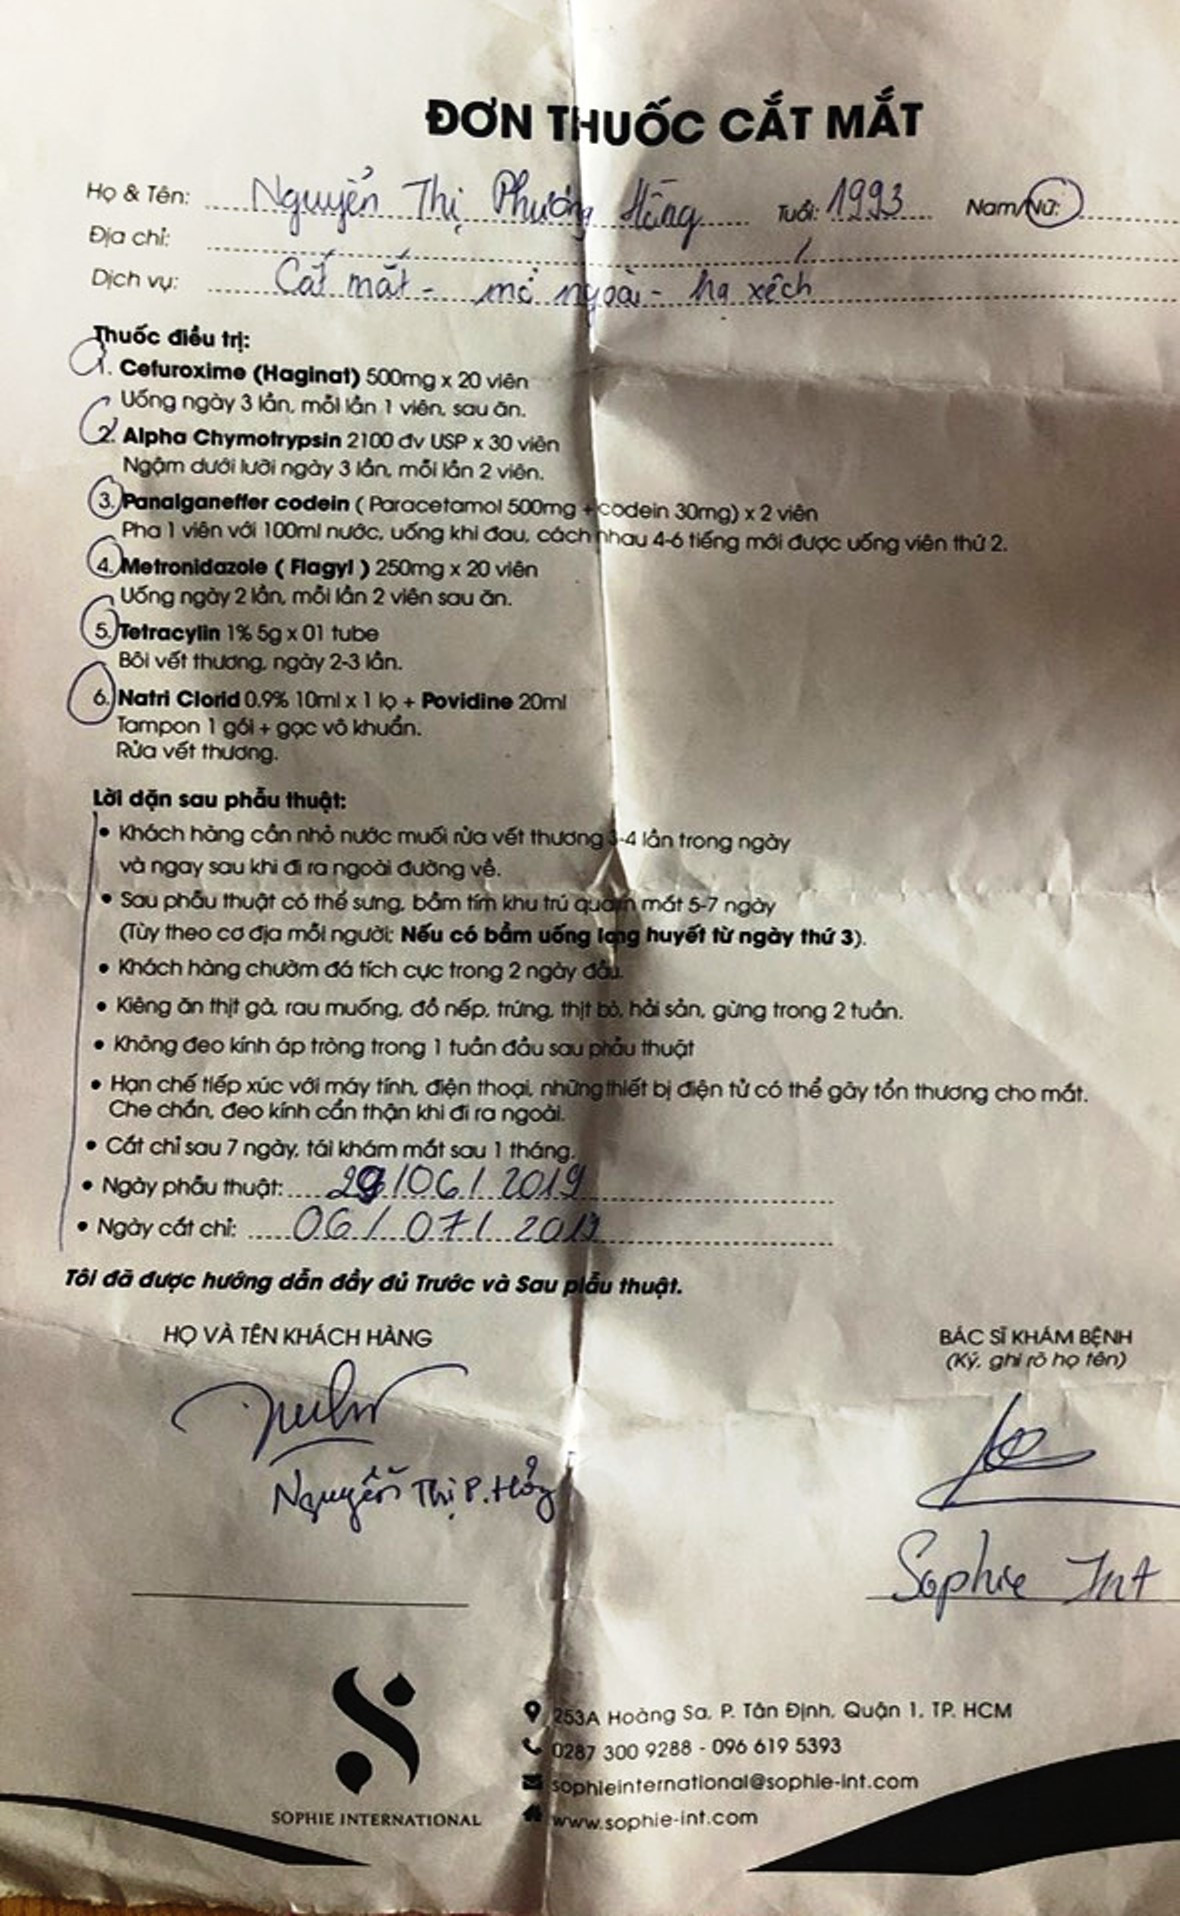 ĐƠN THUỐC CẮT MẮT
Họ & Tên: Nguyễn Thị Phương Hồng Tuổi: 1993 Nam/Nữ:
Địa chỉ:
Dịch vụ: Cắt mắt - mở ngoài - hạ xếch
Thuốc điều trị:
1. Cefuroxime (Haginat) 500mg x 20 viên
Uống ngày 3 lần, mỗi lần 1 viên, sau ăn.
2. Alpha Chymotrypsin 2100 đv USP x 30 viên
Ngậm dưới lưỡi ngày 3 lần, mỗi lần 2 viên.
3. Panalganeffer codein ( Paracetamol 500mg + codein 30mg) x 2 viên
Pha 1 viên với 100ml nước, uống khi đau, cách nhau 4-6 tiếng mới được uống viên thứ 2.
4. Metronidazole ( Flagyl ) 250mg x 20 viên
Uống ngày 2 lần, mỗi lần 2 viên sau ăn.
5. Tetracylin 1% 5g x 01 tube
Bôi vết thương, ngày 2-3 lần.
6. Natri Clorid 0.9% 10ml x 1 lọ + Povidine 20ml
Tampon 1 gói + gạc vô khuẩn.
Rửa vết thương.
Lời dặn sau phẫu thuật:
• Khách hàng cần nhỏ nước muối rửa vết thương 3-4 lần trong ngày
và ngay sau khi đi ra ngoài đường về.
• Sau phẫu thuật có thể sưng, bầm tím khu trú quanh mắt 5-7 ngày
(Tùy theo cơ địa mỗi người; Nếu có bầm uống long huyết từ ngày thứ 3).
• Khách hàng chườm đá tích cực trong 2 ngày đầu.
• Kiêng ăn thịt gà, rau muống, đồ nếp, trứng, thịt bò, hải sản, gừng trong 2 tuần.
• Không đeo kính áp tròng trong 1 tuần đầu sau phẫu thuật
• Hạn chế tiếp xúc với máy tính, điện thoại, những thiết bị điện tử có thể gây tổn thương cho mắt.
Che chắn, đeo kính cẩn thận khi đi ra ngoài.
• Cắt chỉ sau 7 ngày, tái khám mắt sau 1 tháng.
• Ngày phẫu thuật: 29/06/2019
• Ngày cắt chỉ: 06/07/2019
Tôi đã được hướng dẫn đầy đủ Trước và Sau phẫu thuật.
HỌ VÀ TÊN KHÁCH HÀNG BÁC SĨ KHÁM BỆNH
(Ký, ghi rõ họ tên)
Nguyễn Thị P. Hồng
Sophie Int
253A Hoàng Sa, P. Tân Định, Quận 1, TP. HCM
0287 300 9288 - 096 619 5393
sophieinternational@sophie-int.com
SOPHIE INTERNATIONAL www.sophie-int.com